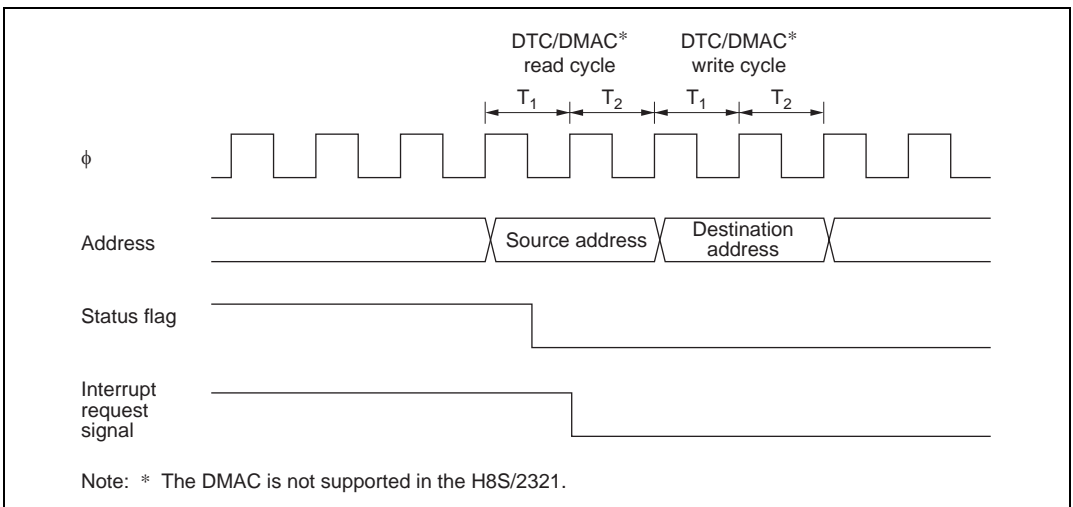 DTC/DMAC* DTC/DMAC*
read cycle write cycle
T1 T2 T1 T2
ϕ
Address
Source address
Destination
address
Status flag
Interrupt
request
signal
Note: * The DMAC is not supported in the H8S/2321.